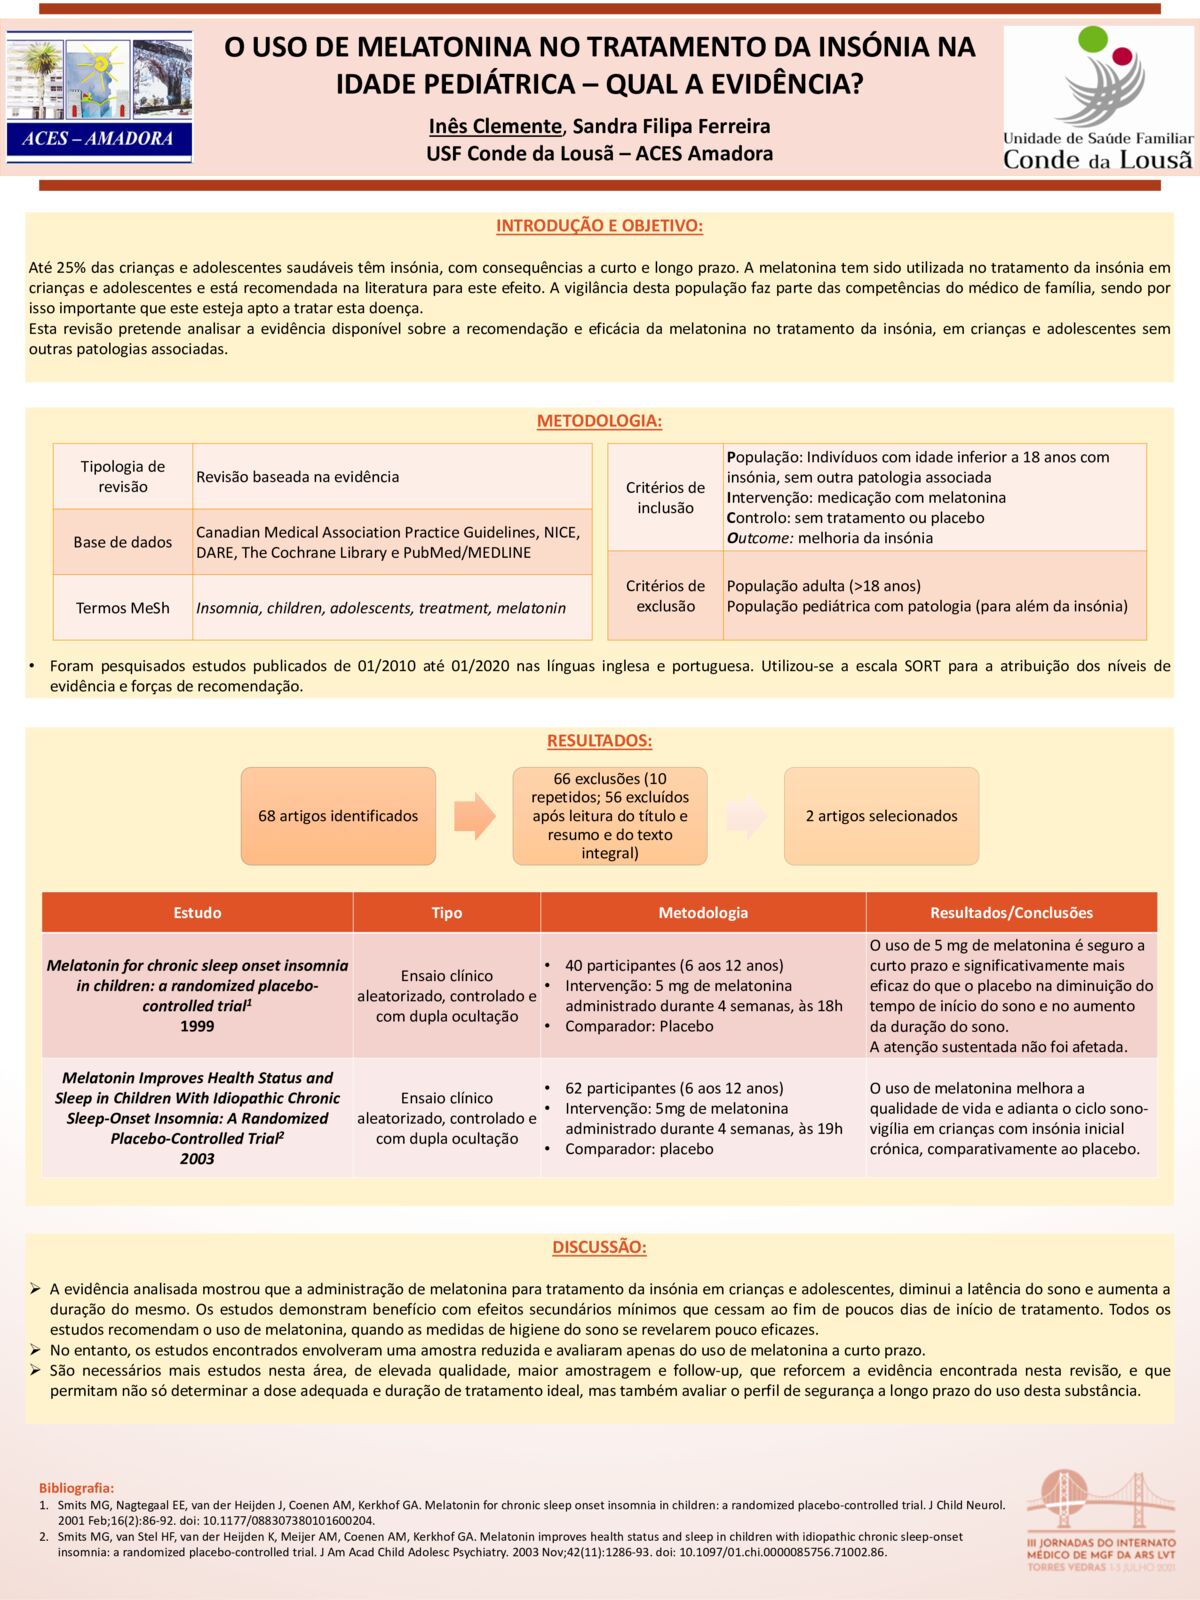 O USO DE MELATONINA NO TRATAMENTO DA INSÓNIA NA
IDADE PEDIÁTRICA – QUAL A EVIDÊNCIA?
Inês Clemente, Sandra Filipa Ferreira
USF Conde da Lousã – ACES Amadora
ACES – AMADORA
Unidade de Saúde Familiar
Conde da Lousã
INTRODUÇÃO E OBJETIVO:
Até 25% das crianças e adolescentes saudáveis têm insónia, com consequências a curto e longo prazo. A melatonina tem sido utilizada no tratamento da insónia em
crianças e adolescentes e está recomendada na literatura para este efeito. A vigilância desta população faz parte das competências do médico de família, sendo por
isso importante que este esteja apto a tratar esta doença.
Esta revisão pretende analisar a evidência disponível sobre a recomendação e eficácia da melatonina no tratamento da insónia, em crianças e adolescentes sem
outras patologias associadas.
METODOLOGIA:
Tipologia de
revisão
Revisão baseada na evidência
Base de dados
Canadian Medical Association Practice Guidelines, NICE,
DARE, The Cochrane Library e PubMed/MEDLINE
Termos MeSh
Insomnia, children, adolescents, treatment, melatonin
Critérios de
inclusão
População: Indivíduos com idade inferior a 18 anos com
insónia, sem outra patologia associada
Intervenção: medicação com melatonina
Controlo: sem tratamento ou placebo
Outcome: melhoria da insónia
Critérios de
exclusão
População adulta (>18 anos)
População pediátrica com patologia (para além da insónia)
• Foram pesquisados estudos publicados de 01/2010 até 01/2020 nas línguas inglesa e portuguesa. Utilizou-se a escala SORT para a atribuição dos níveis de
evidência e forças de recomendação.
RESULTADOS:
68 artigos identificados
66 exclusões (10
repetidos; 56 excluídos
após leitura do título e
resumo e do texto
integral)
2 artigos selecionados
Estudo
Tipo
Metodologia
Resultados/Conclusões
Melatonin for chronic sleep onset insomnia
in children: a randomized placebo-
controlled trial1
1999
Ensaio clínico
aleatorizado, controlado e
com dupla ocultação
• 40 participantes (6 aos 12 anos)
• Intervenção: 5 mg de melatonina
administrado durante 4 semanas, às 18h
• Comparador: Placebo
O uso de 5 mg de melatonina é seguro a
curto prazo e significativamente mais
eficaz do que o placebo na diminuição do
tempo de início do sono e no aumento
da duração do sono.
A atenção sustentada não foi afetada.
Melatonin Improves Health Status and
Sleep in Children With Idiopathic Chronic
Sleep-Onset Insomnia: A Randomized
Placebo-Controlled Trial2
2003
Ensaio clínico
aleatorizado, controlado e
com dupla ocultação
• 62 participantes (6 aos 12 anos)
• Intervenção: 5mg de melatonina
administrado durante 4 semanas, às 19h
• Comparador: placebo
O uso de melatonina melhora a
qualidade de vida e adianta o ciclo sono-
vigília em crianças com insónia inicial
crónica, comparativamente ao placebo.
DISCUSSÃO:
➢ A evidência analisada mostrou que a administração de melatonina para tratamento da insónia em crianças e adolescentes, diminui a latência do sono e aumenta a
duração do mesmo. Os estudos demonstram benefício com efeitos secundários mínimos que cessam ao fim de poucos dias de início de tratamento. Todos os
estudos recomendam o uso de melatonina, quando as medidas de higiene do sono se revelarem pouco eficazes.
➢ No entanto, os estudos encontrados envolveram uma amostra reduzida e avaliaram apenas do uso de melatonina a curto prazo.
➢ São necessários mais estudos nesta área, de elevada qualidade, maior amostragem e follow-up, que reforcem a evidência encontrada nesta revisão, e que
permitam não só determinar a dose adequada e duração de tratamento ideal, mas também avaliar o perfil de segurança a longo prazo do uso desta substância.
Bibliografia:
1. Smits MG, Nagtegaal EE, van der Heijden J, Coenen AM, Kerkhof GA. Melatonin for chronic sleep onset insomnia in children: a randomized placebo-controlled trial. J Child Neurol.
2001 Feb;16(2):86-92. doi: 10.1177/088307380101600204.
2. Smits MG, van Stel HF, van der Heijden K, Meijer AM, Coenen AM, Kerkhof GA. Melatonin improves health status and sleep in children with idiopathic chronic sleep-onset
insomnia: a randomized placebo-controlled trial. J Am Acad Child Adolesc Psychiatry. 2003 Nov;42(11):1286-93. doi: 10.1097/01.chi.0000085756.71002.86.
III JORNADAS DO INTERNATO
MÉDICO DE MGF DA ARS LVT
TORRES VEDRAS 1-3 JULHO 2021